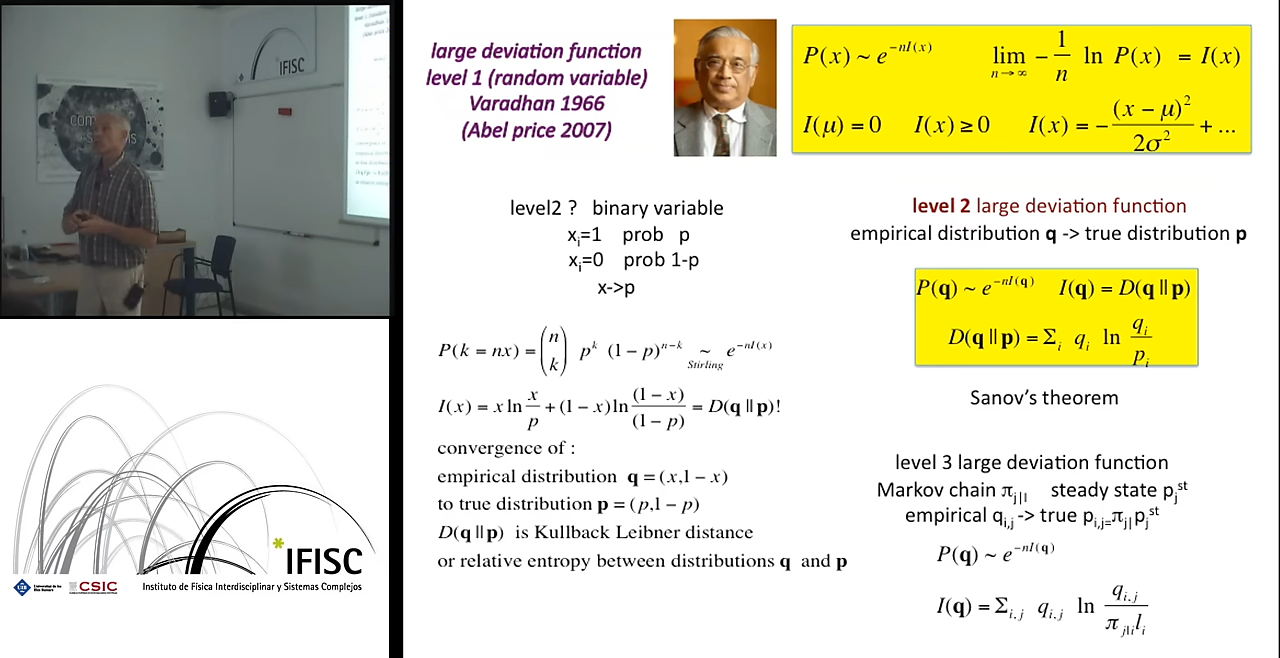 IFISC
com
large deviation function
level 1 (random variable)
Varadhan 1966
(Abel price 2007)
P(x) ~ e^{-nI(x)}   lim_{n→∞} - 1/n ln P(x) = I(x)
I(μ) = 0   I(x) ≥ 0   I(x) = - (x - μ)^2 / 2σ^2 + ...
level2 ? binary variable
x_i=1 prob p
x_i=0 prob 1-p
x->p
P(k = nx) = (n k) p^k (1 - p)^{n-k} ~ Stirling e^{-nI(x)}
I(x) = x ln x/p + (1 - x) ln (1 - x)/(1 - p) = D(q || p)!
convergence of :
empirical distribution q = (x,1 - x)
to true distribution p = (p,1 - p)
D(q || p) is Kullback Leibner distance
or relative entropy between distributions q and p
level 2 large deviation function
empirical distribution q -> true distribution p
P(q) ~ e^{-nI(q)}   I(q) = D(q || p)
D(q || p) = Σ_i q_i ln q_i/p_i
Sanov's theorem
level 3 large deviation function
Markov chain π_{j|I} steady state p_j^{st}
empirical q_{i,j} -> true p_{i,j=}π_{j|}p_j^{st}
P(q) ~ e^{-nI(q)}
I(q) = Σ_{i,j} q_{i,j} ln q_{i,j}/π_{j|i}l_i
*IFISC
UIB
CSIC
Instituto de Física Interdisciplinar y Sistemas Complejos